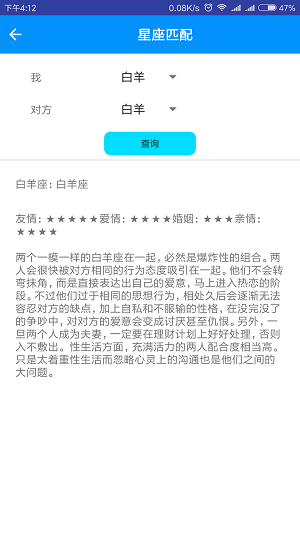 下午4:12
0.08K/s
47%
星座匹配
我
白羊
对方
白羊
查询
白羊座: 白羊座
友情: ★★★★★爱情: ★★★★婚姻: ★★★亲情:
★★★★
两个一模一样的白羊座在一起，必然是爆炸性的组合。两
人会很快被对方相同的行为态度吸引在一起。他们不会转
弯抹角，而是直接表达出自己的爱意，马上进入热恋的阶
段。不过他们过于相同的思想行为，相处久后会逐渐无法
容忍对方的缺点，加上自私和不服输的性格，在没完没了
的争吵中，对对方的爱意会变成讨厌甚至仇恨。另外，一
旦两个人成为夫妻，一定要在理财计划上好好处理，否则
入不敷出。性生活方面，充满活力的两人配合度相当高。
只是太着重性生活而忽略心灵上的沟通也是他们之间的
大问题。